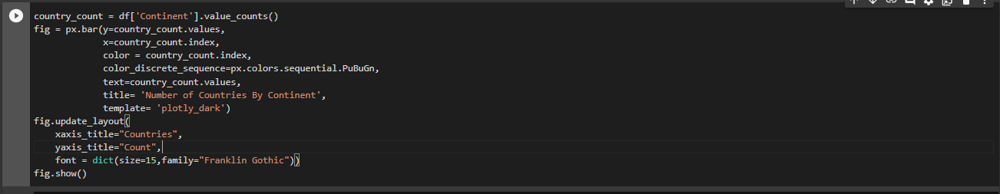 country_count = df['Continent'].value_counts()
fig = px.bar(y=country_count.values,
             x=country_count.index,
             color = country_count.index,
             color_discrete_sequence=px.colors.sequential.PuBuGn,
             text=country_count.values,
             title= 'Number of Countries By Continent',
             template= 'plotly_dark')
fig.update_layout(
    xaxis_title="Countries",
    yaxis_title="Count",
    font = dict(size=15,family="Franklin Gothic"))
fig.show()